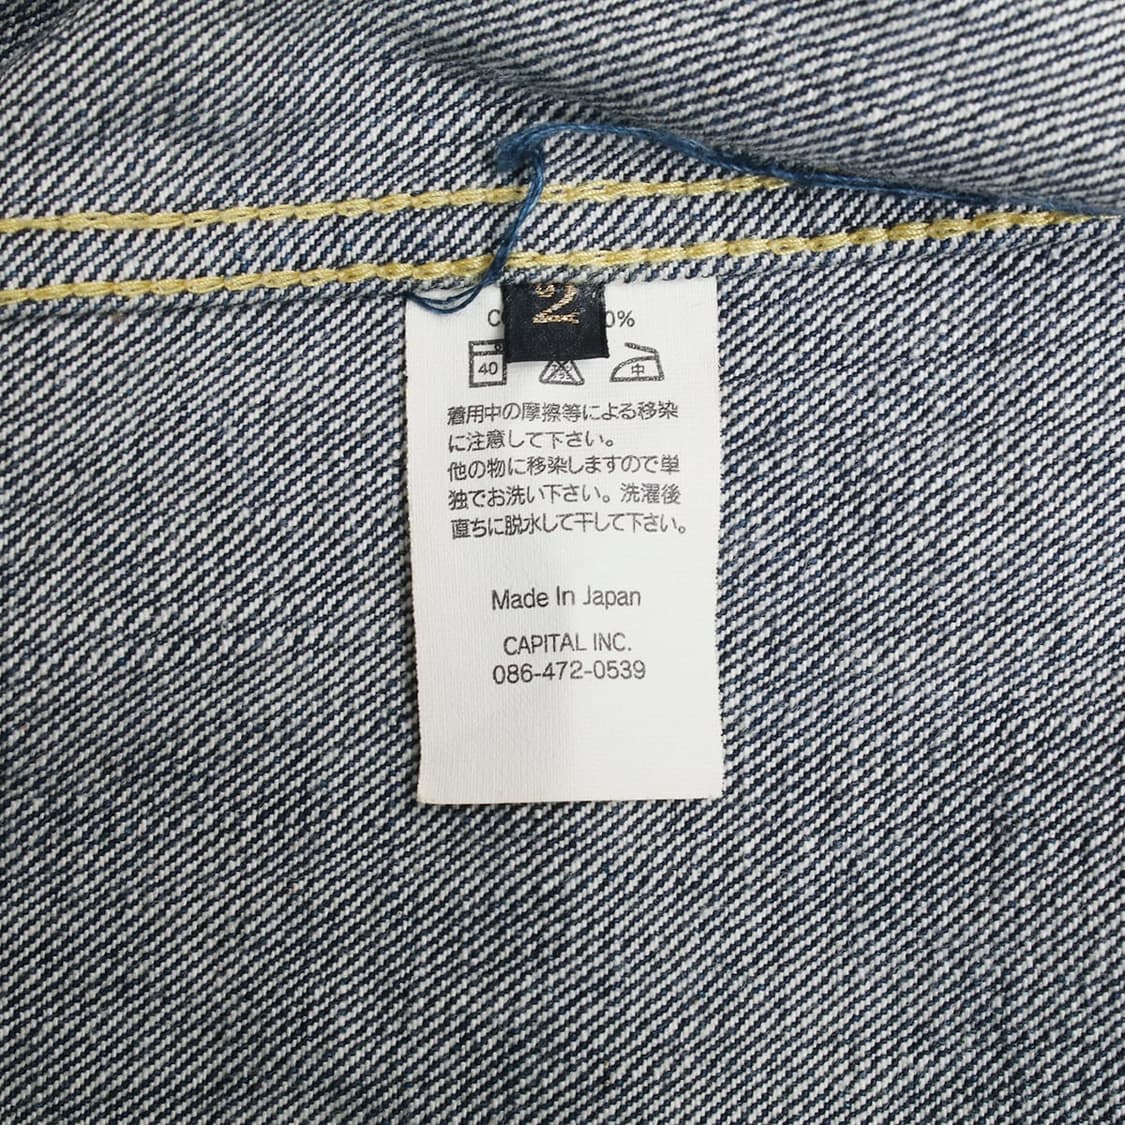 2
0%
40
中
着用中の摩擦等による移染
に注意して下さい。
他の物に移染しますので単
独でお洗い下さい。洗濯後
直ちに脱水して干して下さい。
Made In Japan
CAPITAL INC.
086-472-0539